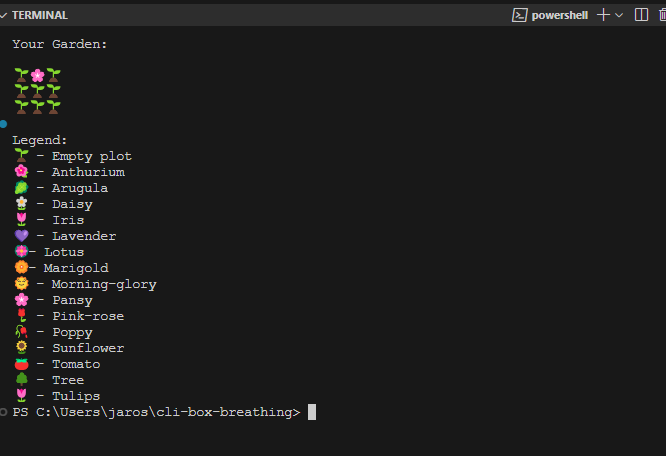 TERMINAL powershell
Your Garden:
Legend:
- Empty plot
- Anthurium
- Arugula
- Daisy
- Iris
- Lavender
- Lotus
- Marigold
- Morning-glory
- Pansy
- Pink-rose
- Poppy
- Sunflower
- Tomato
- Tree
- Tulips
PS C:\Users\jaros\cli-box-breathing>